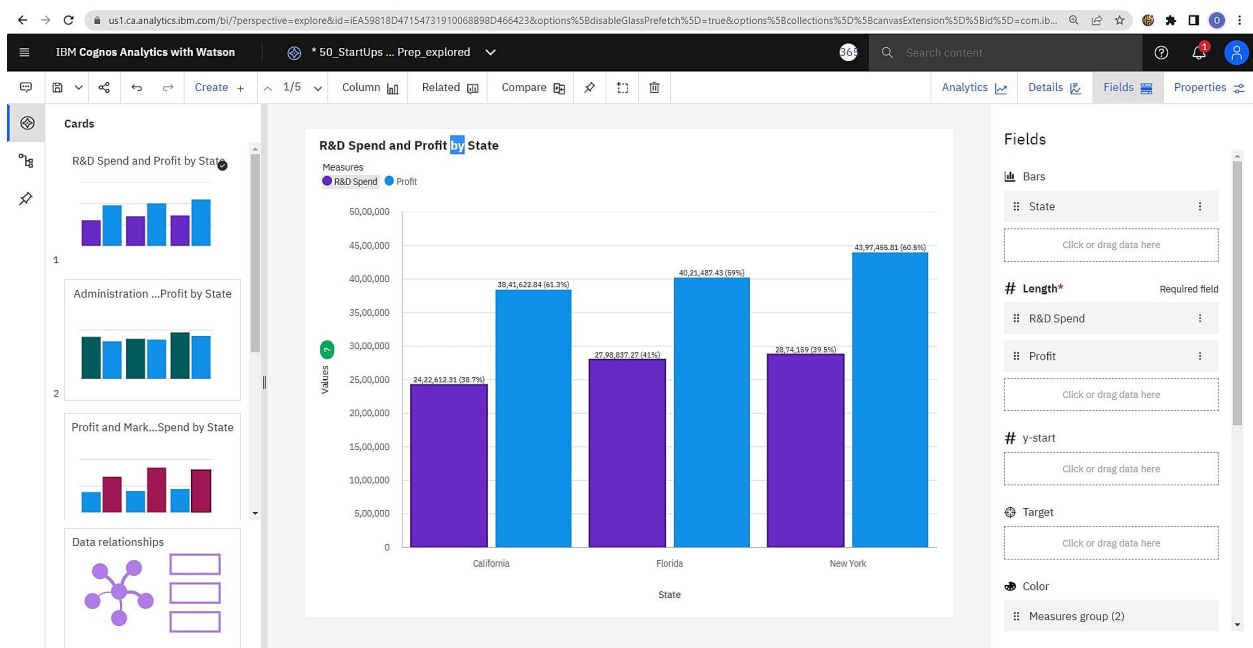 us1.ca.analytics.ibm.com/bi/?perspective=explore&id=iEA59818D47154731910068B98D466423&options%5BdisableGlassPrefetch%5D=true&options%5Bcollections%5D%5BcanvasExtension%5D%5Bid%5D=com.ib...
O
IBM Cognos Analytics with Watson
* 50_StartUps ... Prep_explored
365
Search content
1
Create +
1/5
Column
Related
Compare
Analytics
Details
Fields
Properties
Cards
R&D Spend and Profit by State
1
Administration ...Profit by State
2
Profit and Mark...Spend by State
Data relationships
R&D Spend and Profit by State
Measures
R&D Spend
Profit
50,00,000
45,00,000
40,00,000
35,00,000
30,00,000
25,00,000
20,00,000
15,00,000
10,00,000
5,00,000
0
Values
7
24,22,612.31 (38.7%)
38,41,622.84 (61.3%)
27,98,837.27 (41%)
40,21,487.43 (59%)
28,74,159 (39.5%)
43,97,455.81 (60.5%)
California
Florida
New York
State
Fields
Bars
State
Click or drag data here
# Length*
Required field
R&D Spend
Profit
Click or drag data here
# y-start
Click or drag data here
Target
Click or drag data here
Color
Measures group (2)